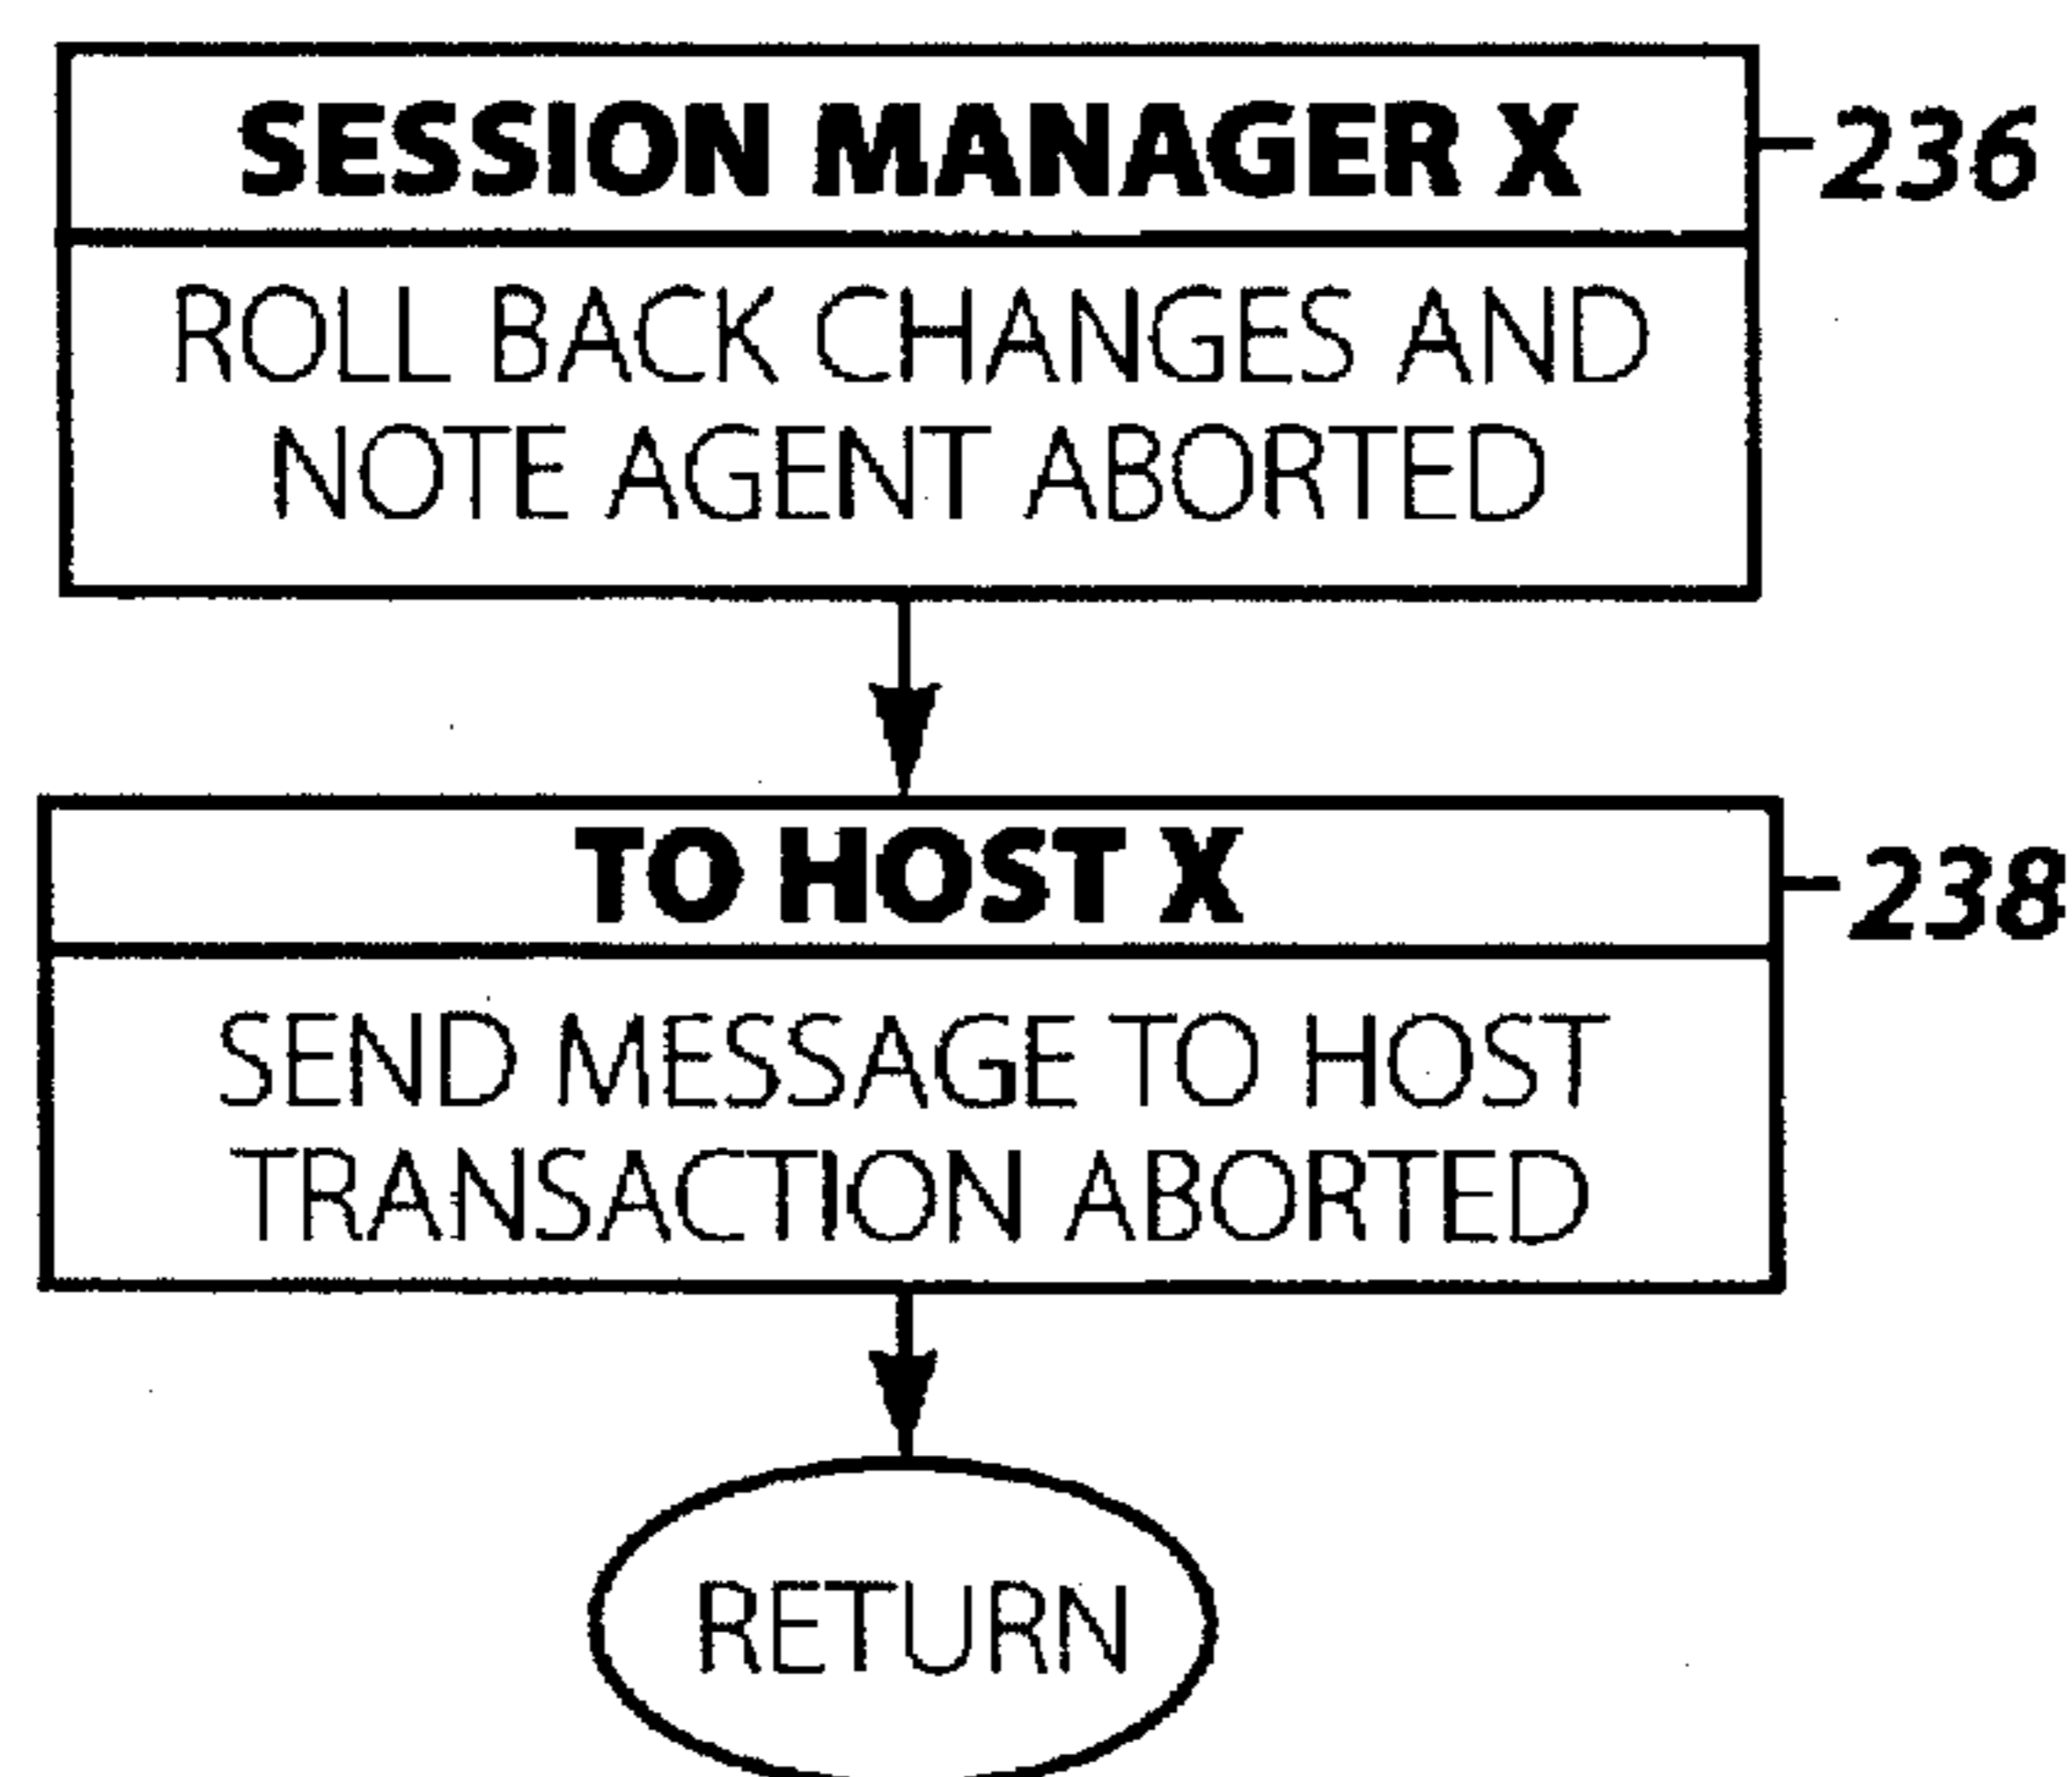 SESSION MANAGER X
236
ROLL BACK CHANGES AND
NOTE AGENT ABORTED
TO HOST X
238
SEND MESSAGE TO HOST
TRANSACTION ABORTED
RETURN